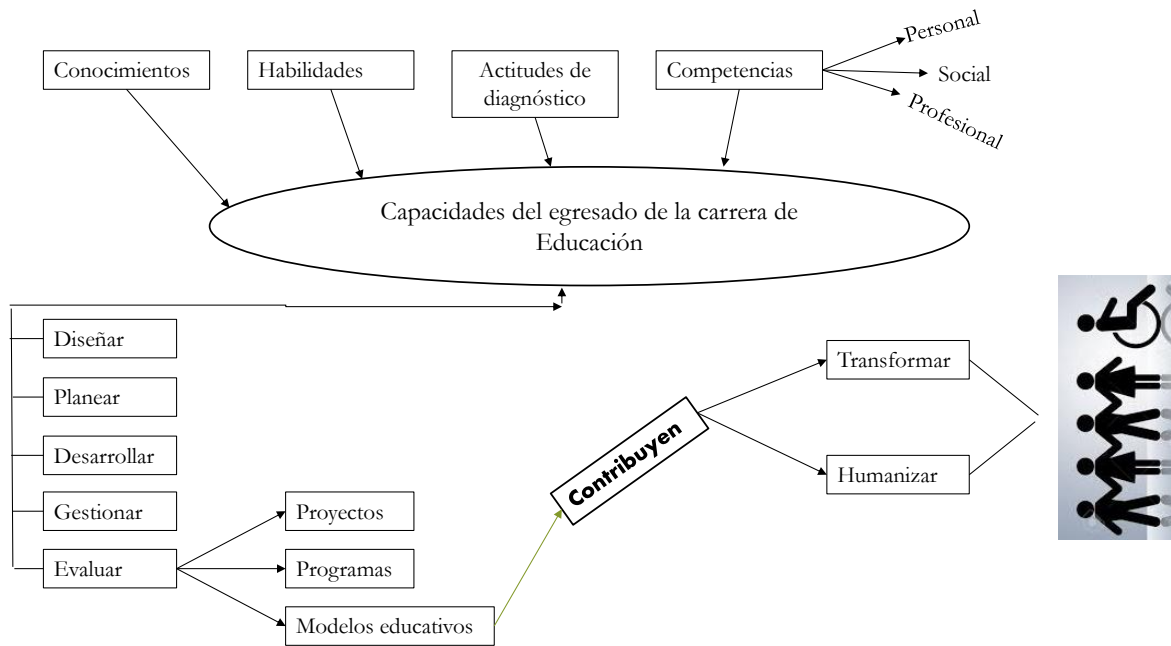 Conocimientos
Habilidades
Actitudes de
diagnóstico
Competencias
Personal
Social
Profesional
Capacidades del egresado de la carrera de
Educación
Diseñar
Planear
Desarrollar
Gestionar
Evaluar
Proyectos
Programas
Modelos educativos
Contribuyen
Transformar
Humanizar